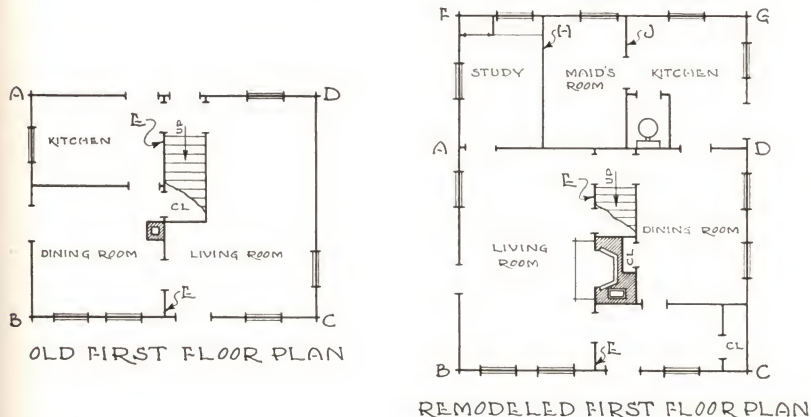 A
D
E
UP
KITCHEN
CL
DINING ROOM
LIVING ROOM
E
B
C
OLD FIRST FLOOR PLAN
F
H
J
G
STUDY
MAID'S ROOM
KITCHEN
A
D
E
UP
LIVING ROOM
CL
DINING ROOM
CL
B
E
C
REMODELED FIRST FLOOR PLAN